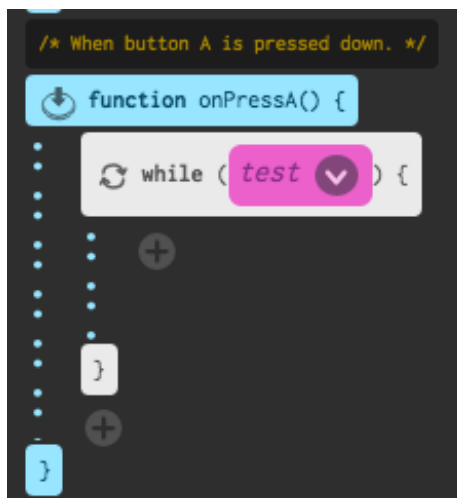 /* When button A is pressed down. */
function onPressA() {
while ( test ) {
}
}